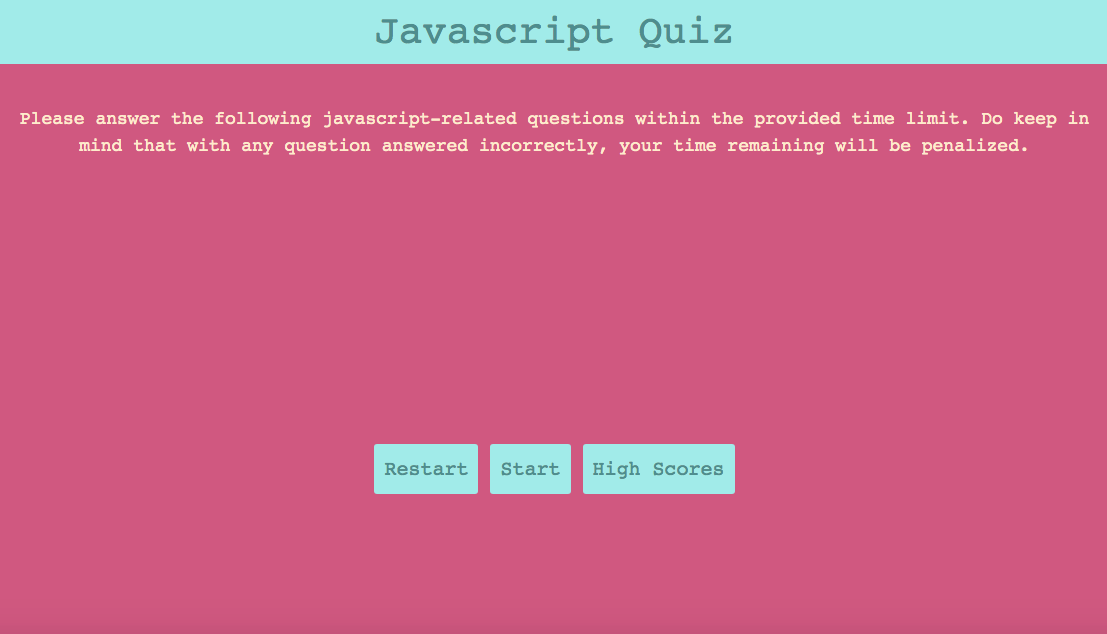 Javascript Quiz
Please answer the following javascript-related questions within the provided time limit. Do keep in
mind that with any question answered incorrectly, your time remaining will be penalized.
Restart
Start
High Scores